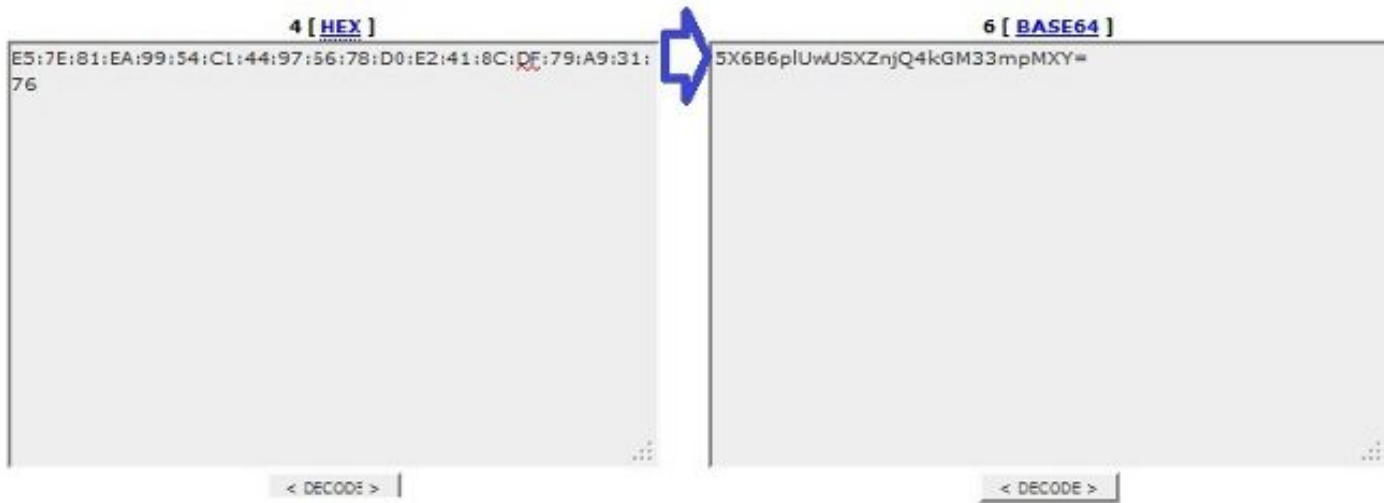 4 [ HEX ]
6 [ BASE64 ]
E5:7E:81:EA:99:54:C1:44:97:66:78:D0:E2:41:8C:DF:79:A9:31:
76
5X6B6plUwUSXZnjQ4kGM33mpMXY=
< DECODE >
< DECODE >